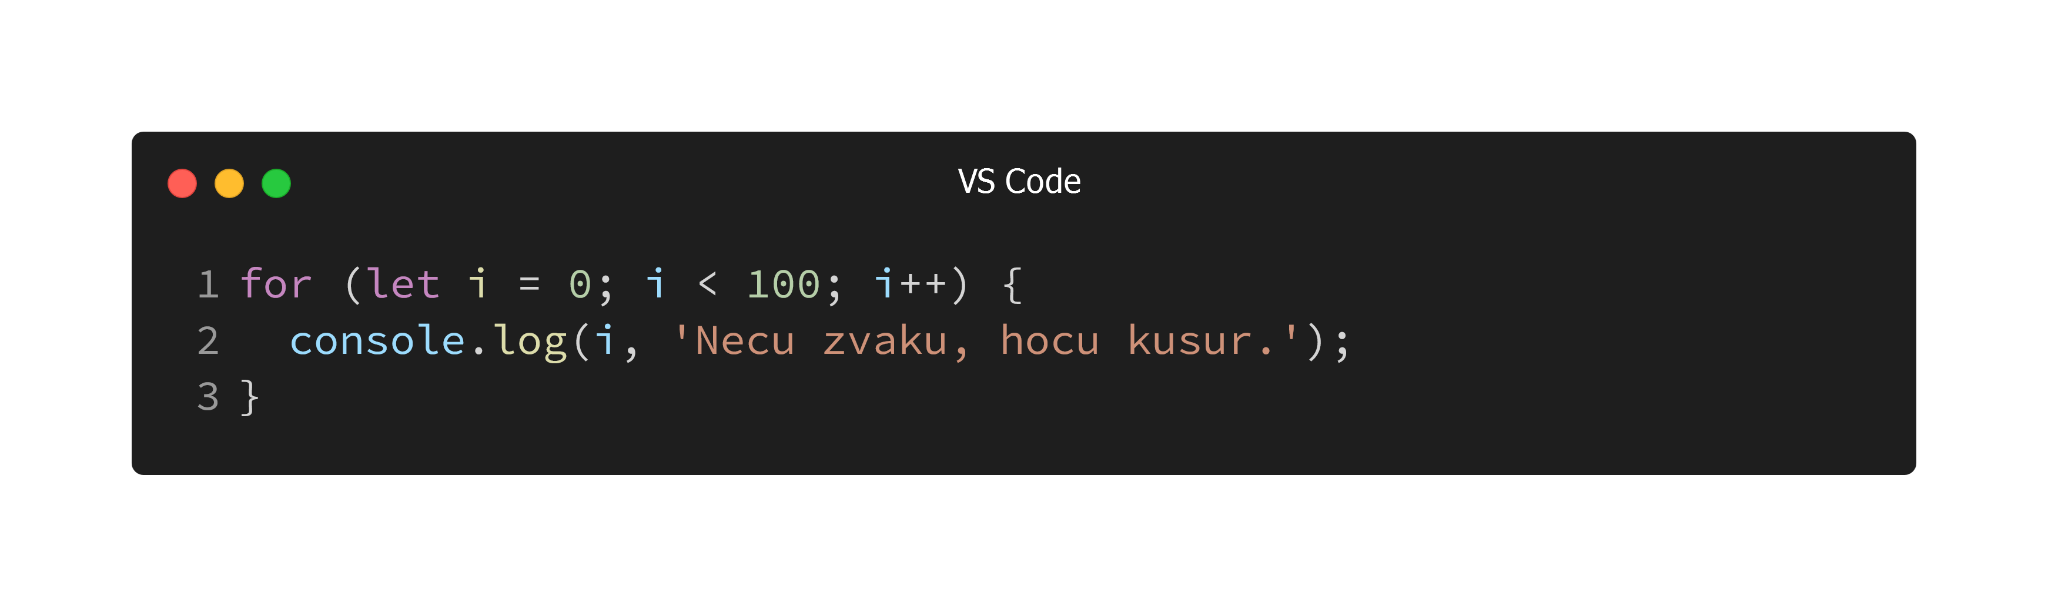 VS Code
1 for (let i = 0; i < 100; i++) {
2   console.log(i, 'Necu zvaku, hocu kusur.');
3 }